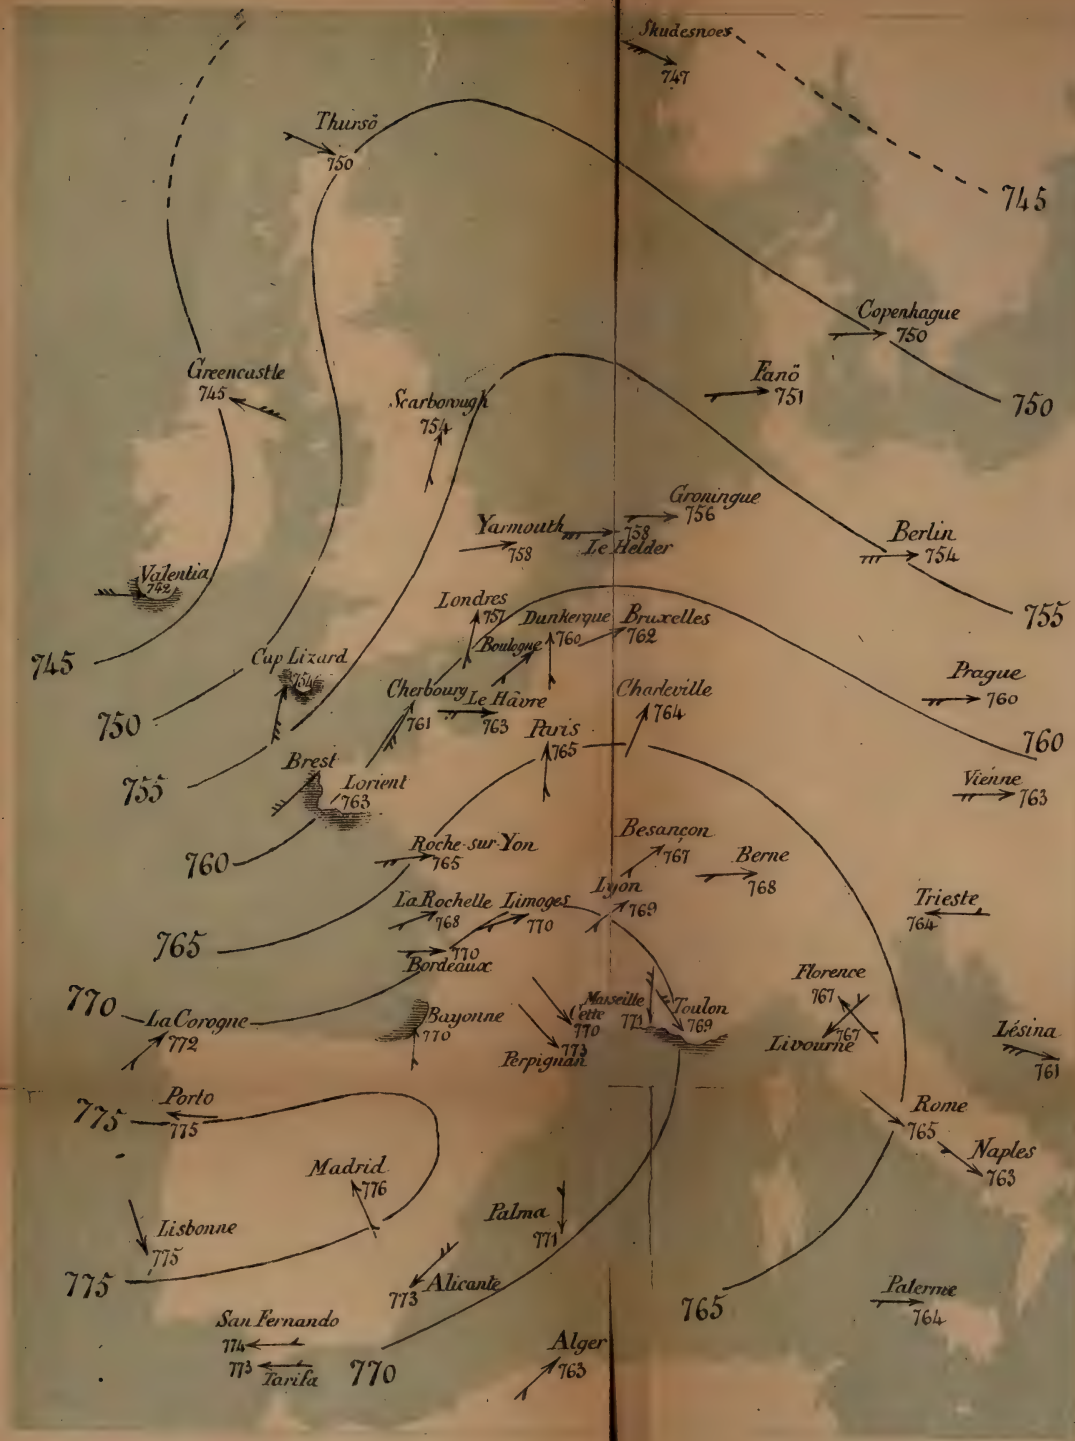 Skudesnoes
747
Thursö
750
745
Copenhague
750
Greencastle
745
Fanö
751
Scarborough
754
750
Groningue
756
Yarmouth
758
758
Le Helder
Berlin
754
Valentia
742
Londres
757
Dunkerque
760
Bruxelles
762
755
Boulogne
745
Cap Lizard
754
Prague
760
Cherbourg
761
Le Hâvre
763
Charleville
764
750
Paris
765
760
Brest
Vienne
763
755
Lorient
763
Besançon
767
Roche-sur-Yon
765
Berne
768
760
Lyon
769
La Rochelle
768
Limoges
770
Trieste
764
765
770
Bordeaux
Florence
767
770
Marseille
771
Toulon
769
Cette
770
La Corogne
772
Bayonne
770
Livourne
767
Lésina
761
Perpignan
773
Porto
775
775
Rome
765
Naples
763
Madrid
776
Lisbonne
775
Palma
771
775
Alicante
773
Palerme
764
765
San Fernando
774
773
Tarifa
770
Alger
763